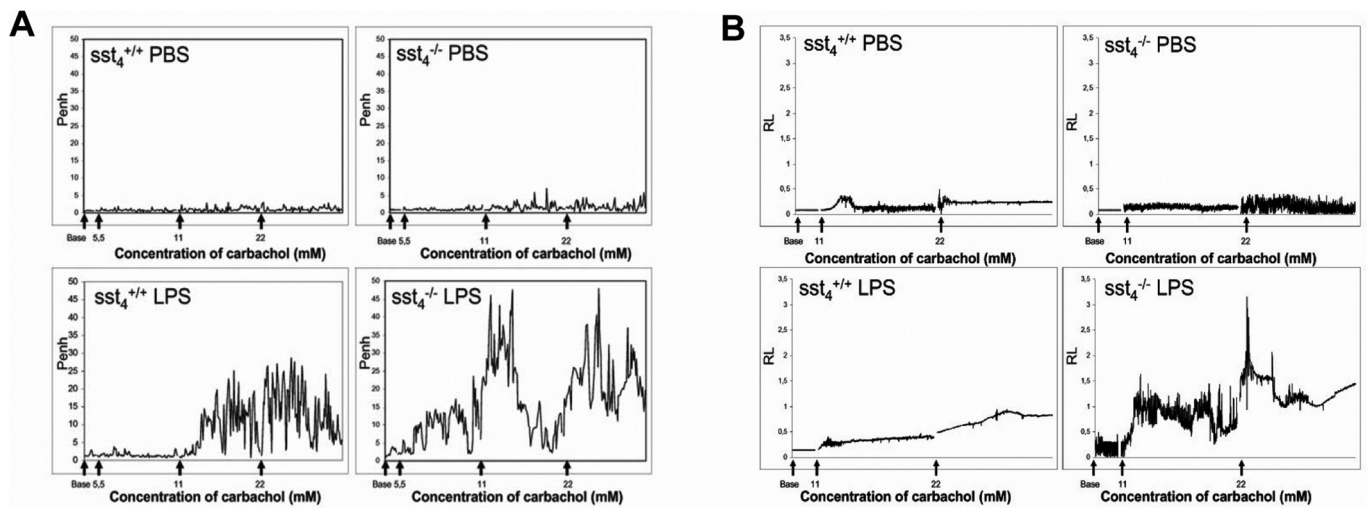 A
sst4+/+ PBS
50
45
40
35
30
25
20
15
10
5
0
Penh
Base 5,5 11 22
Concentration of carbachol (mM)
sst4-/- PBS
50
45
40
35
30
25
20
15
10
5
0
Penh
Base 5,5 11 22
Concentration of carbachol (mM)
sst4+/+ LPS
50
45
40
35
30
25
20
15
10
5
0
Penh
Base 5,5 11 22
Concentration of carbachol (mM)
sst4-/- LPS
50
45
40
35
30
25
20
15
10
5
0
Penh
Base 5,5 11 22
Concentration of carbachol (mM)
B
sst4+/+ PBS
3,5
3
2,5
2
1,5
1
0,5
0
RL
Base 11 22
Concentration of carbachol (mM)
sst4-/- PBS
3,5
3
2,5
2
1,5
1
0,5
0
RL
Base 11 22
Concentration of carbachol (mM)
sst4+/+ LPS
3,5
3
2,5
2
1,5
1
0,5
0
RL
Base 11 22
Concentration of carbachol (mM)
sst4-/- LPS
3,5
3
2,5
2
1,5
1
0,5
0
RL
Base 11 22
Concentration of carbachol (mM)